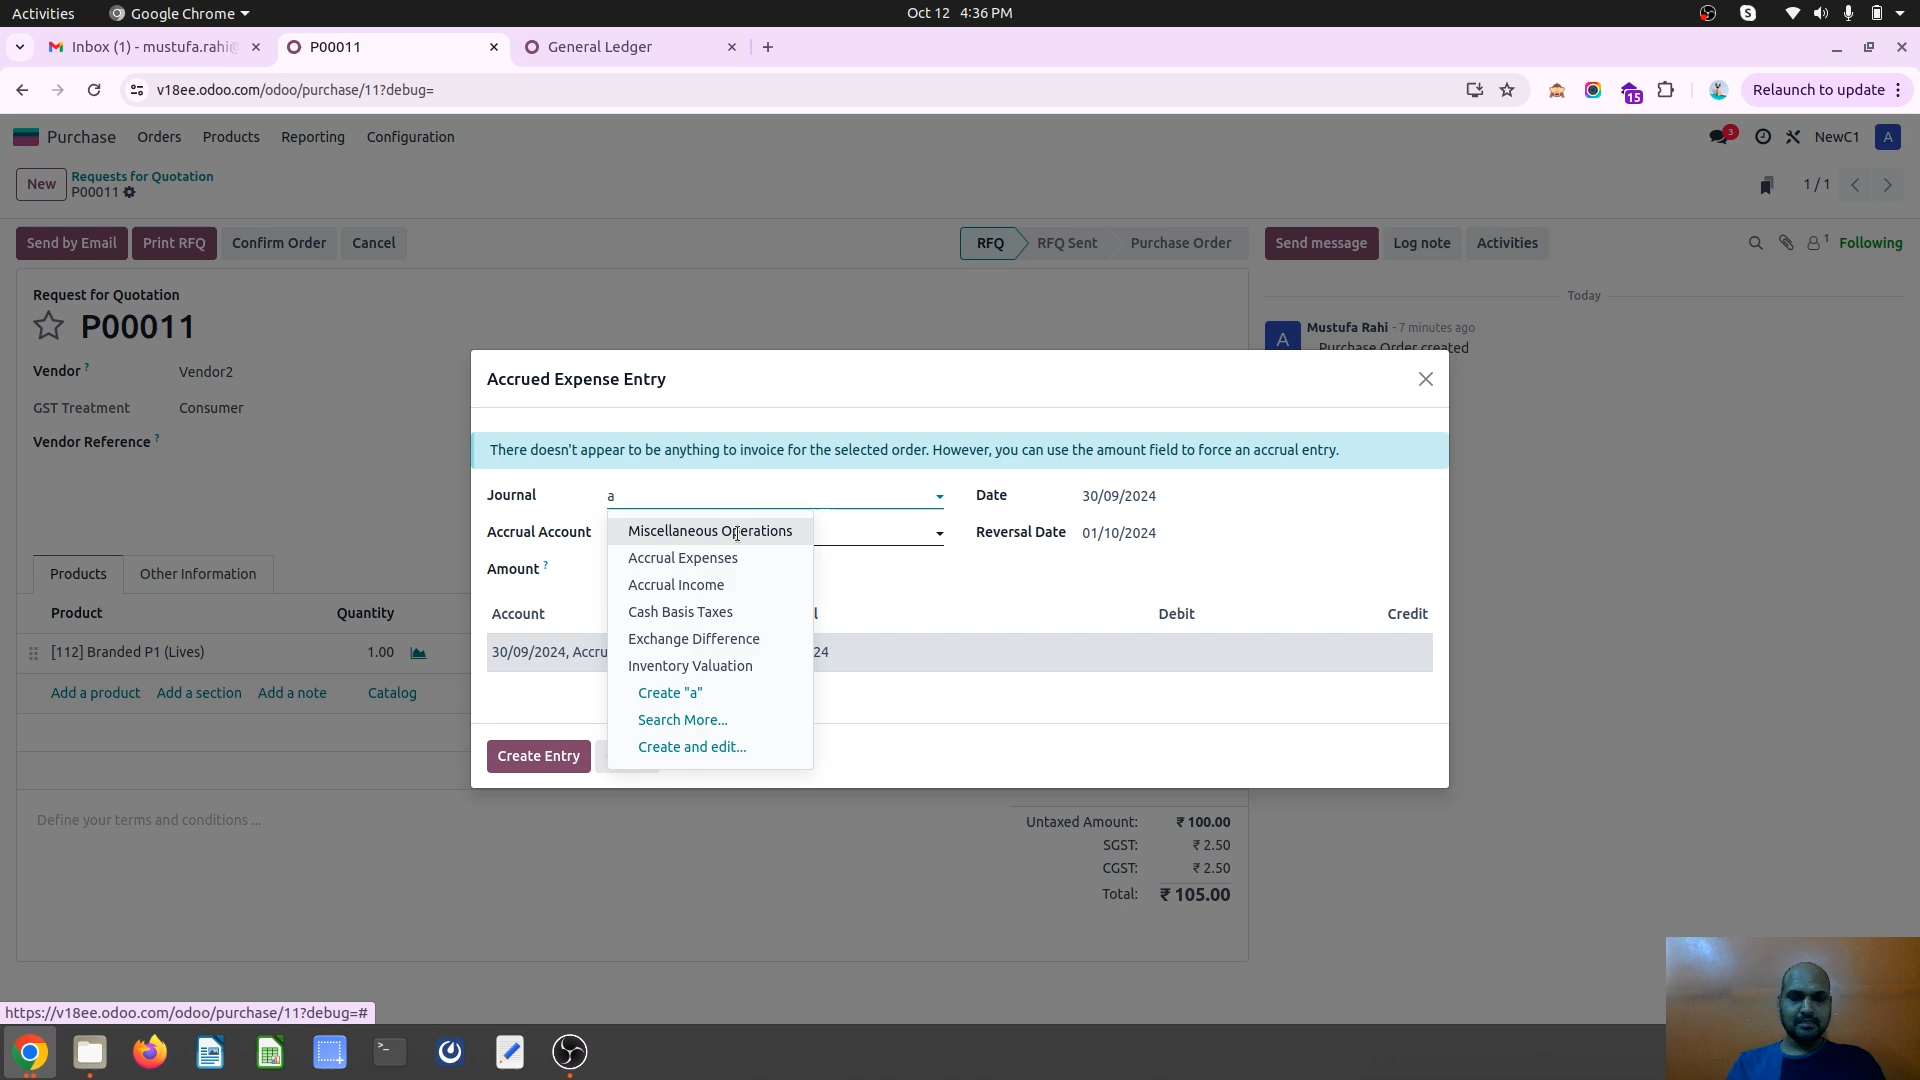 Activities
Google Chrome
Oct 12 4:36 PM
S
Inbox (1) - mustufa.rahi@
P00011
General Ledger
v18ee.odoo.com/odoo/purchase/11?debug=
15
Relaunch to update
Purchase
Orders
Products
Reporting
Configuration
3
NewC1
A
New
Requests for Quotation
P00011
1 / 1
Send by Email
Print RFQ
Confirm Order
Cancel
RFQ
RFQ Sent
Purchase Order
Send message
Log note
Activities
1
Following
Request for Quotation
P00011
Vendor ?
Vendor2
GST Treatment
Consumer
Vendor Reference ?
Today
A
Mustufa Rahi - 7 minutes ago
Purchase Order created
Accrued Expense Entry
There doesn't appear to be anything to invoice for the selected order. However, you can use the amount field to force an accrual entry.
Journal
a
Date
30/09/2024
Accrual Account
Reversal Date
01/10/2024
Amount ?
Miscellaneous Operations
Accrual Expenses
Accrual Income
Cash Basis Taxes
Exchange Difference
Inventory Valuation
Create "a"
Search More...
Create and edit...
Account
l
Debit
Credit
30/09/2024, Accru
24
Create Entry
Products
Other Information
Product
Quantity
[112] Branded P1 (Lives)
1.00
Add a product
Add a section
Add a note
Catalog
Define your terms and conditions ...
Untaxed Amount: ₹ 100.00
SGST: ₹ 2.50
CGST: ₹ 2.50
Total: ₹ 105.00
https://v18ee.odoo.com/odoo/purchase/11?debug=#